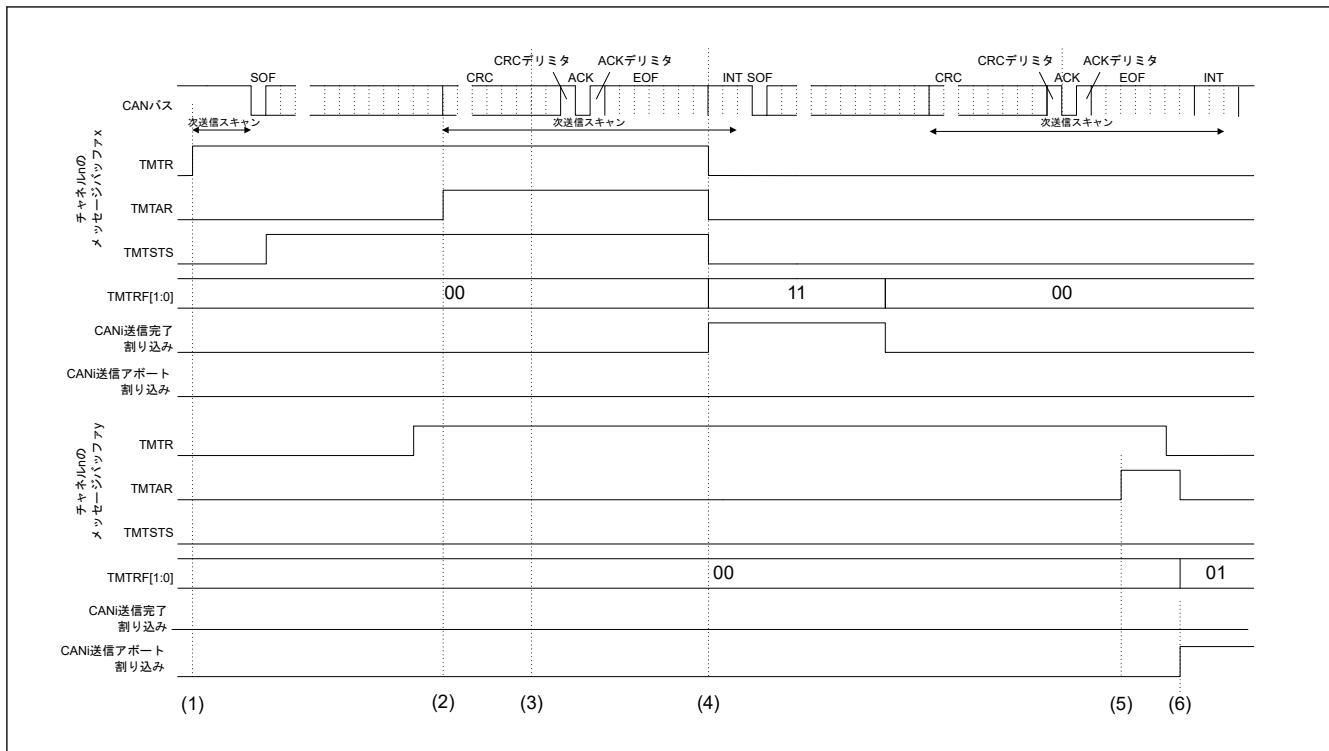 CRCデリミタ ACKデリミタ CRCデリミタ ACKデリミタ
SOF CRC ACK EOF INT SOF CRC ACK EOF INT
CANバス
次送信スキャン 次送信スキャン 次送信スキャン
チャネルnの
メッセージバッファx
TMTR
TMTAR
TMTSTS
TMTRF[1:0] 00 11 00
CANi送信完了
割り込み
CANi送信アボート
割り込み
チャネルnの
メッセージバッファy
TMTR
TMTAR
TMTSTS
TMTRF[1:0] 00 01
CANi送信完了
割り込み
CANi送信アボート
割り込み
(1) (2) (3) (4) (5) (6)